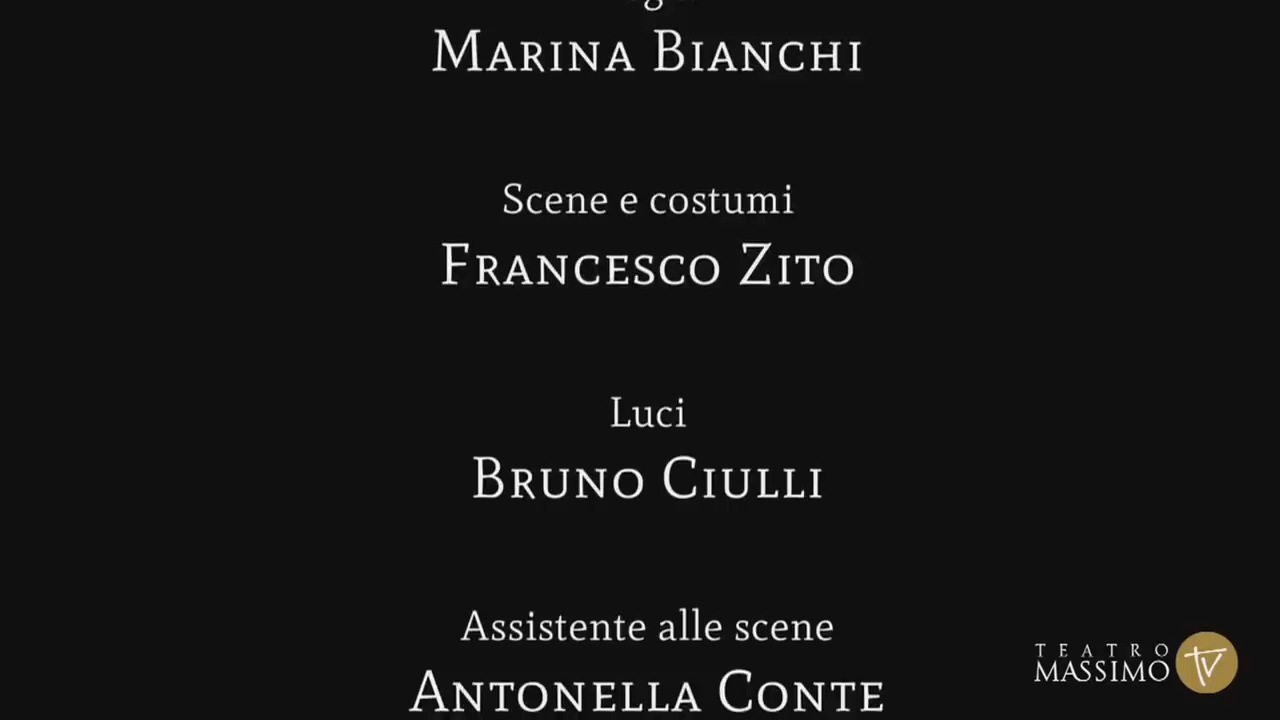 MARINA BIANCHI
Scene e costumi
FRANCESCO ZITO
Luci
BRUNO CIULLI
Assistente alle scene
ANTONELLA CONTE
TEATRO
MASSIMO TV